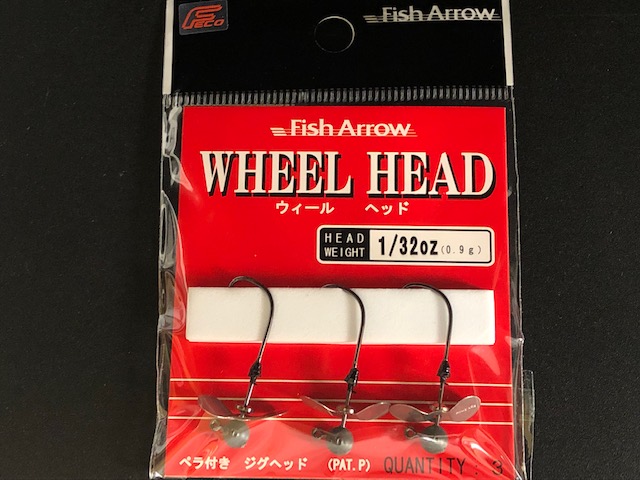 FECO
Fish Arrow
Fish Arrow
WHEEL HEAD
ウィール ヘッド
HEAD WEIGHT 1/32oz (0.9g)
ペラ付き ジグヘッド (PAT.P) QUANTITY: 3